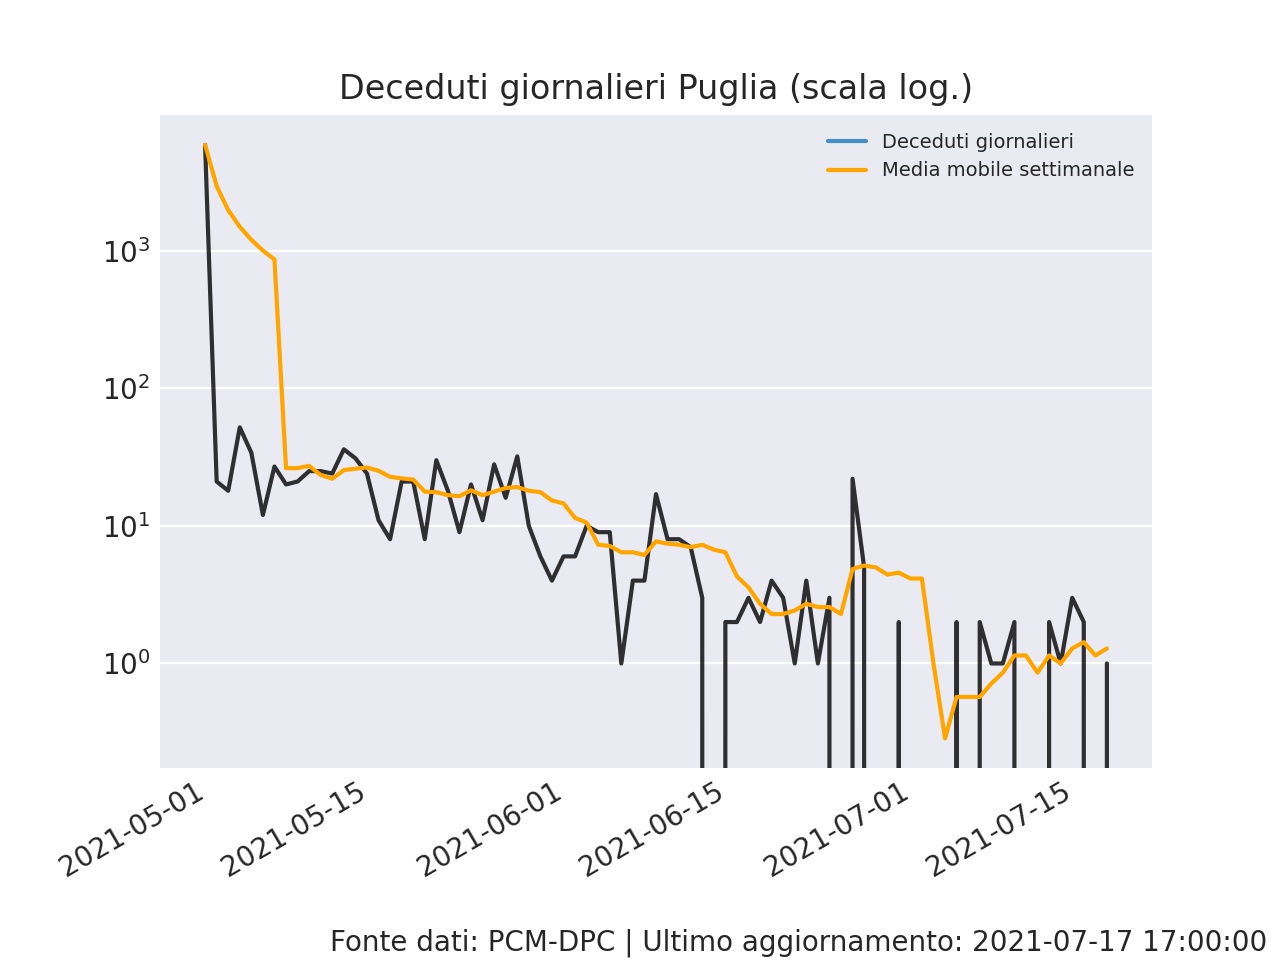 Deceduti giornalieri Puglia (scala log.)
Deceduti giornalieri
Media mobile settimanale
10³
10²
10¹
10⁰
2021-05-01
2021-05-15
2021-06-01
2021-06-15
2021-07-01
2021-07-15
Fonte dati: PCM-DPC | Ultimo aggiornamento: 2021-07-17 17:00:00